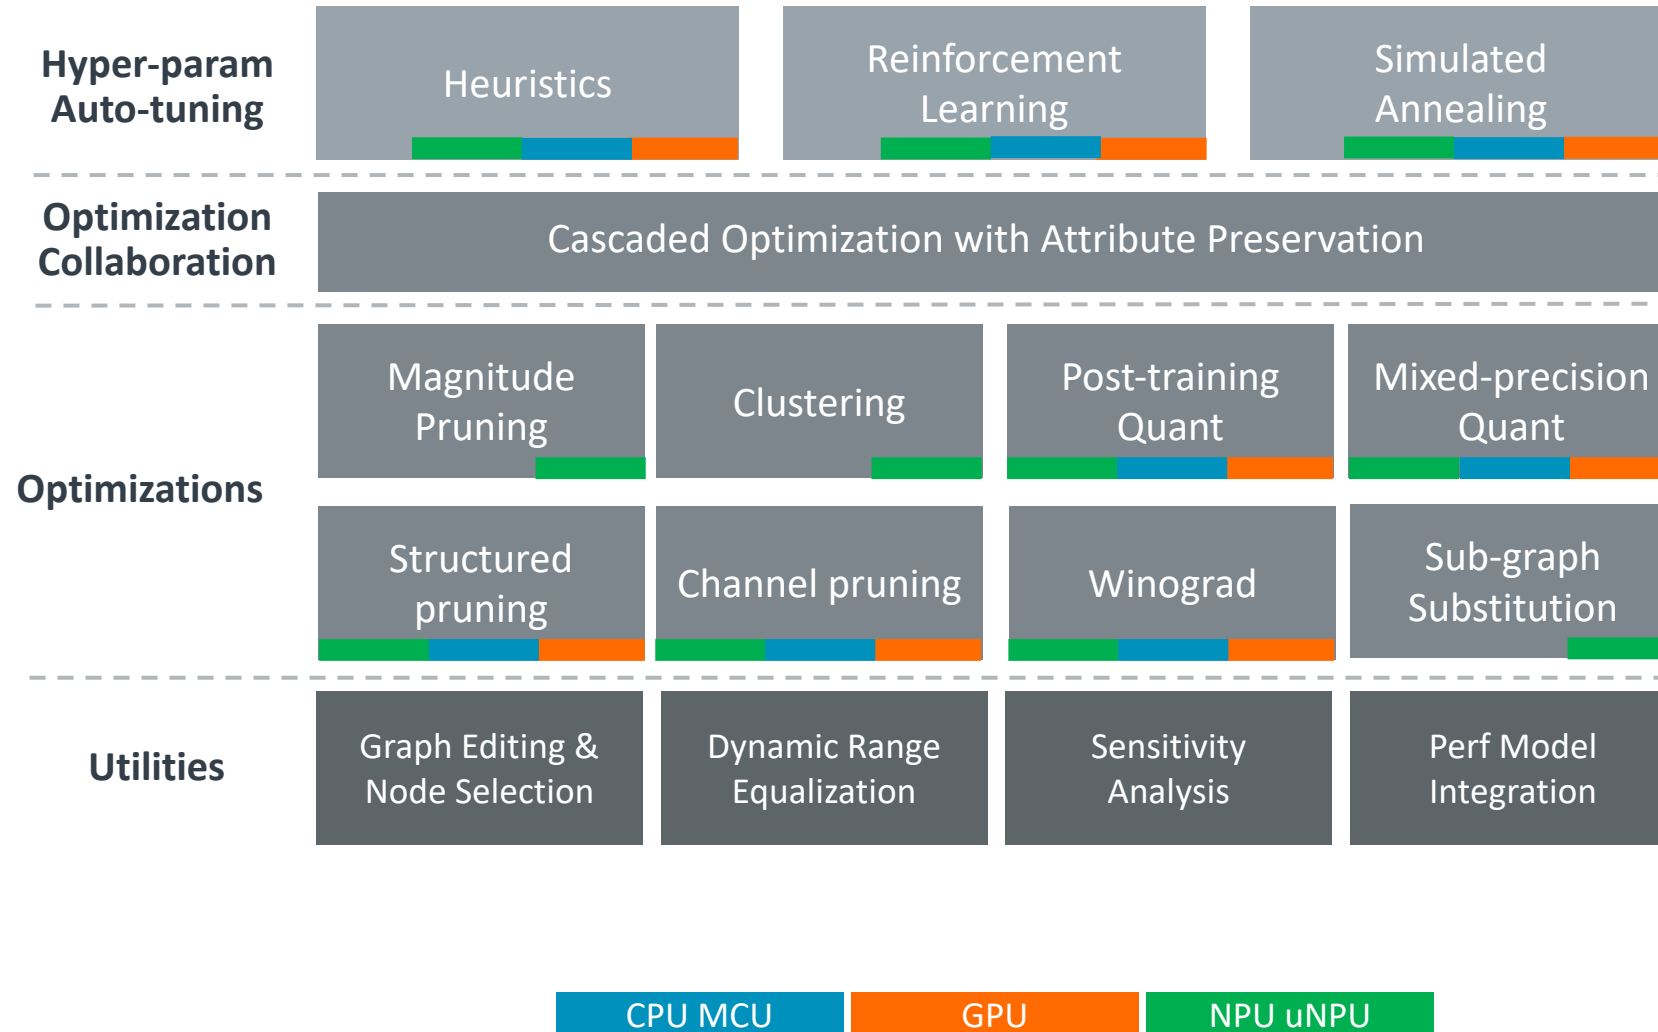 Hyper-param
Auto-tuning
Heuristics
Reinforcement
Learning
Simulated
Annealing
Optimization
Collaboration
Cascaded Optimization with Attribute Preservation
Optimizations
Magnitude
Pruning
Clustering
Post-training
Quant
Mixed-precision
Quant
Structured
pruning
Channel pruning
Winograd
Sub-graph
Substitution
Utilities
Graph Editing &
Node Selection
Dynamic Range
Equalization
Sensitivity
Analysis
Perf Model
Integration
CPU MCU
GPU
NPU uNPU